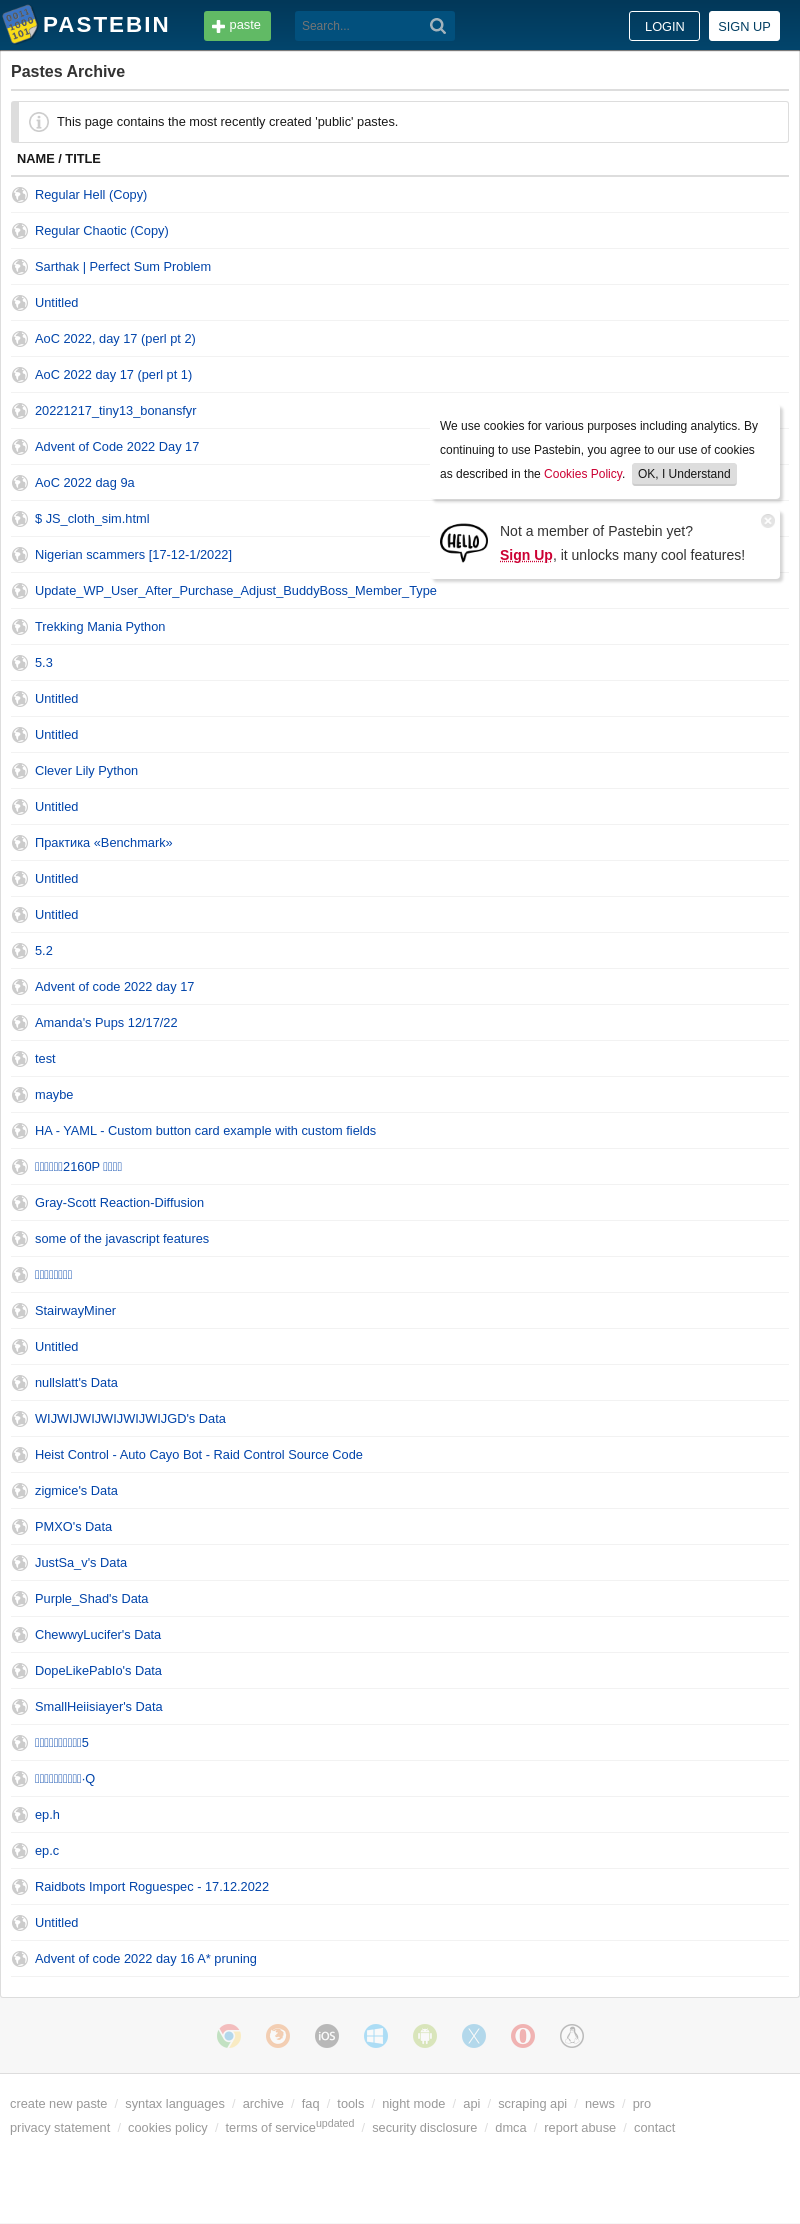 PASTEBIN paste Search... LOGIN SIGN UP
Pastes Archive
This page contains the most recently created 'public' pastes.
NAME / TITLE
Regular Hell (Copy)
Regular Chaotic (Copy)
Sarthak | Perfect Sum Problem
Untitled
AoC 2022, day 17 (perl pt 2)
AoC 2022 day 17 (perl pt 1)
20221217_tiny13_bonansfyr
Advent of Code 2022 Day 17
AoC 2022 dag 9a
$ JS_cloth_sim.html
Nigerian scammers [17-12-1/2022]
We use cookies for various purposes including analytics. By
continuing to use Pastebin, you agree to our use of cookies
as described in the Cookies Policy. OK, I Understand
HELLO
Not a member of Pastebin yet?
Sign Up, it unlocks many cool features!
Update_WP_User_After_Purchase_Adjust_BuddyBoss_Member_Type
Trekking Mania Python
5.3
Untitled
Untitled
Clever Lily Python
Untitled
Практика «Benchmark»
Untitled
Untitled
5.2
Advent of code 2022 day 17
Amanda's Pups 12/17/22
test
maybe
HA - YAML - Custom button card example with custom fields
2160P
Gray-Scott Reaction-Diffusion
some of the javascript features
StairwayMiner
Untitled
nullslatt's Data
WIJWIJWIJWIJWIJWIJGD's Data
Heist Control - Auto Cayo Bot - Raid Control Source Code
zigmice's Data
PMXO's Data
JustSa_v's Data
Purple_Shad's Data
ChewwyLucifer's Data
DopeLikePabIo's Data
SmallHeiisiayer's Data
5
·Q
ep.h
ep.c
Raidbots Import Roguespec - 17.12.2022
Untitled
Advent of code 2022 day 16 A* pruning
iOS
create new paste / syntax languages / archive / faq / tools / night mode / api / scraping api / news / pro
privacy statement / cookies policy / terms of service updated / security disclosure / dmca / report abuse / contact